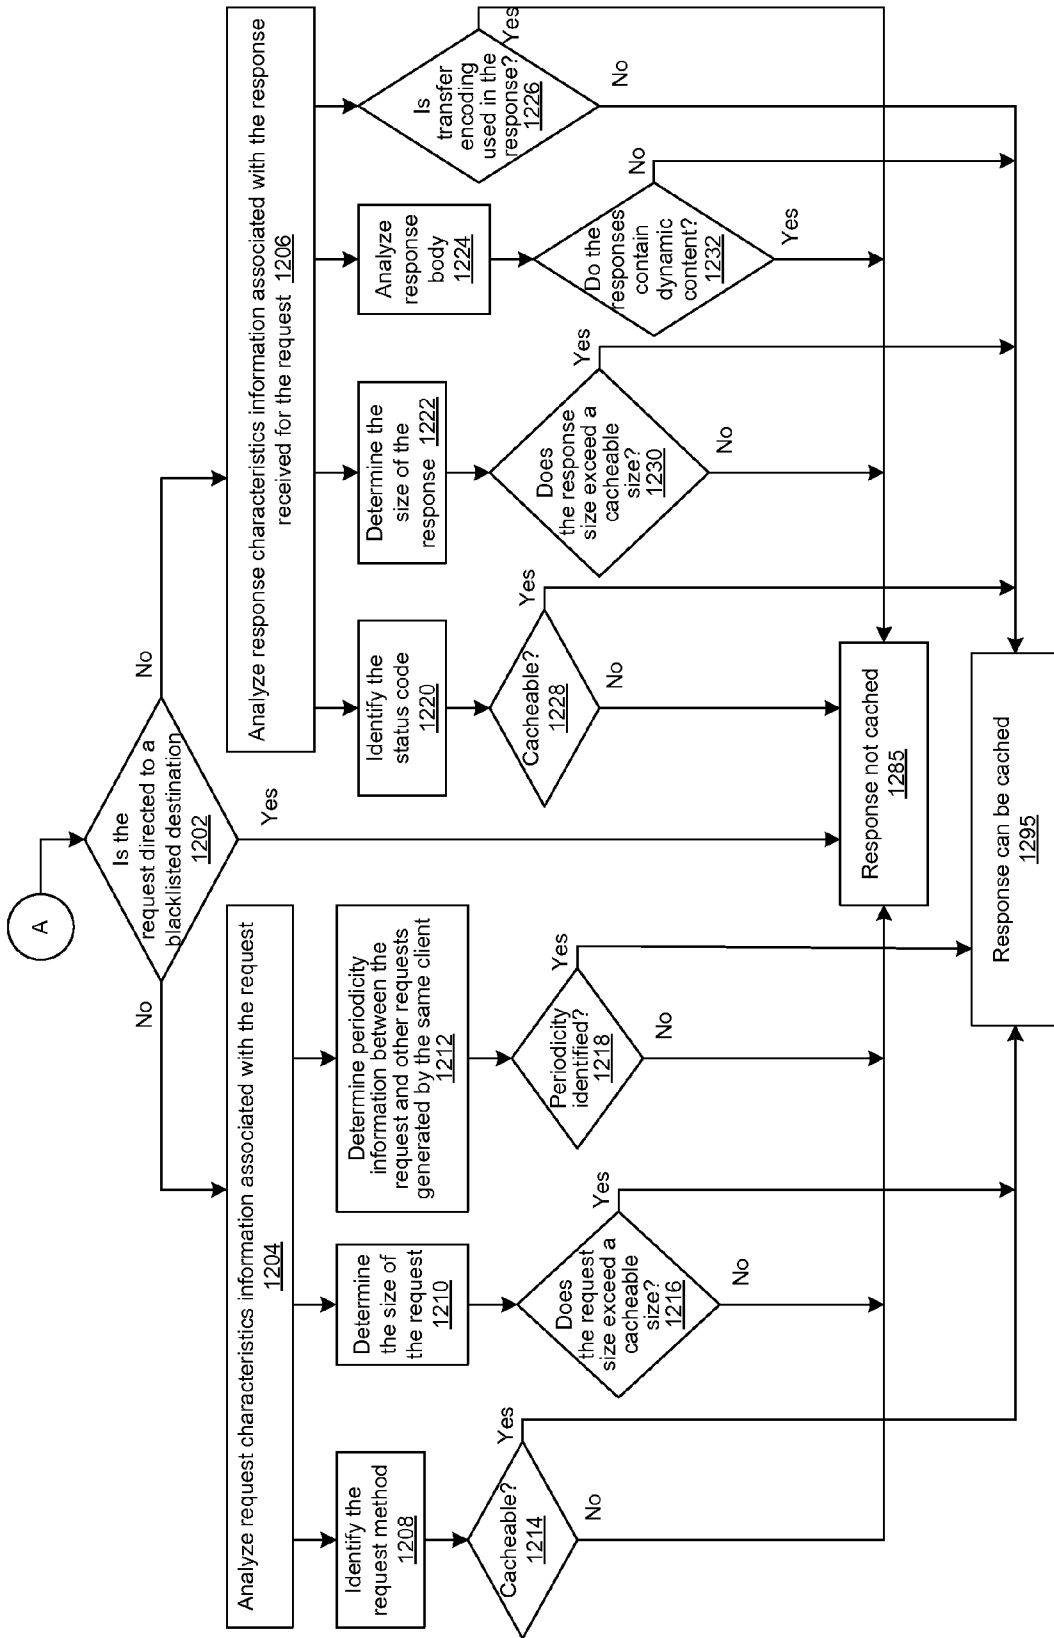 A
Is the
request directed to a
blacklisted destination
1202
No
No
Yes
Analyze request characteristics information associated with the request
1204
Analyze response characteristics information associated with the response
received for the request 1206
Identify the
request method
1208
Determine
the size of
the request
1210
Determine periodicity
information between the
request and other requests
generated by the same client
1212
Identify the
status code
1220
Determine the
size of the
response 1222
Analyze
response
body
1224
Is
transfer
encoding
used in the
response?
1226
Yes
No
Cacheable?
1214
Yes
No
Does
the request
size exceed a
cacheable
size?
1216
Yes
No
Periodicity
identified?
1218
Yes
No
Cacheable?
1228
Yes
No
Does
the response
size exceed a
cacheable
size?
1230
Yes
No
Do the
responses
contain
dynamic
content?
1232
No
Yes
Response not cached
1285
Response can be cached
1295